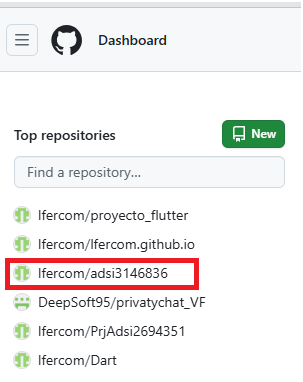 Dashboard
Top repositories
New
Find a repository...
lfercom/proyecto_flutter
lfercom/lfercom.github.io
lfercom/adsi3146836
DeepSoft95/privatychat_VF
lfercom/PrjAdsi2694351
lfercom/Dart